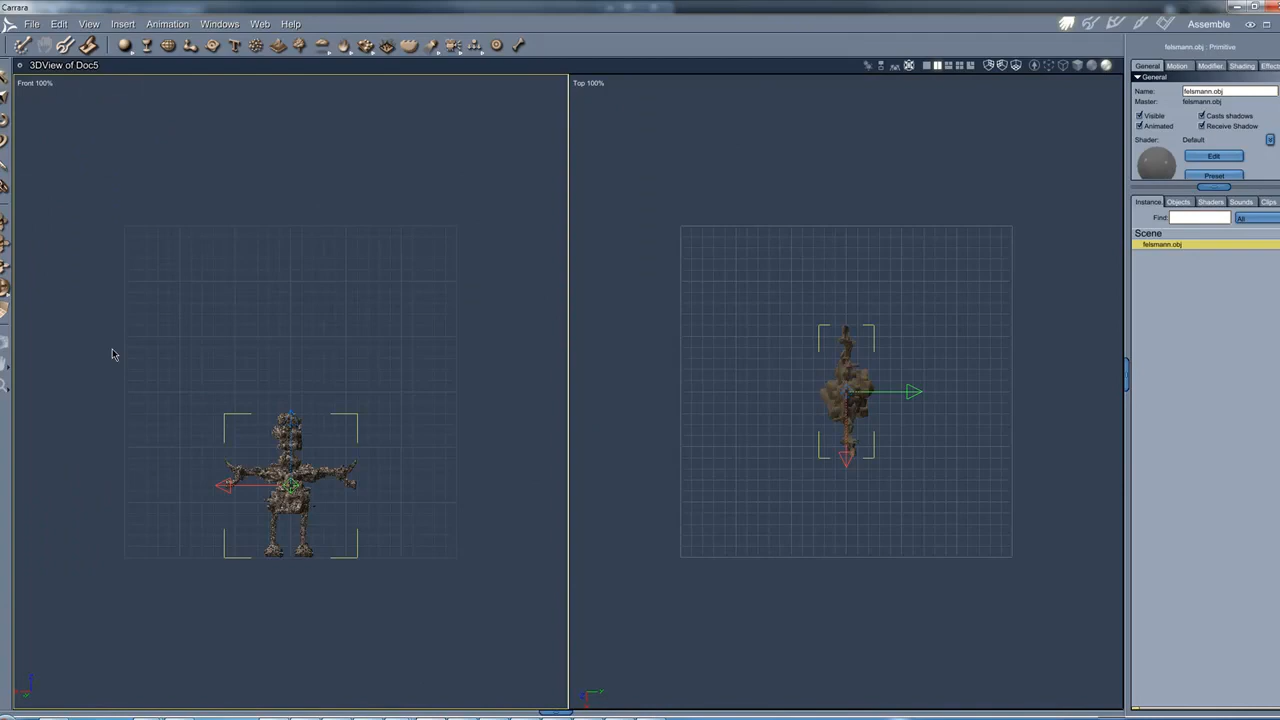 Carrara
File Edit View Insert Animation Windows Web Help
Assemble
3DView of Doc5
Front 100%
Top 100%
felsmann.obj : Primitive
General Motion Modifier. Shading Effects
General
Name: felsmann.obj
Master: felsmann.obj
Visible Casts shadows
Animated Receive Shadow
Shader: Default
Edit
Preset
Instance. Objects Shaders Sounds Clips
Find: All
Scene
felsmann.obj